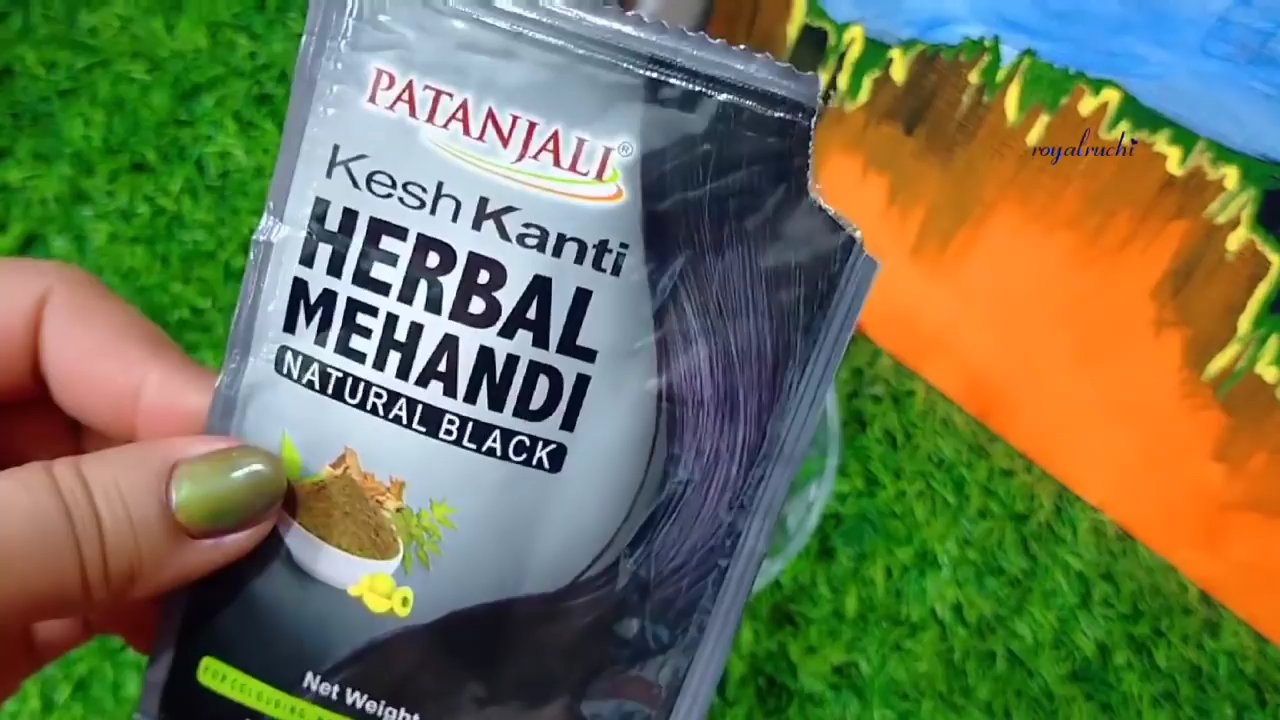 PATANJALI®
Kesh Kanti
HERBAL
MEHANDI
NATURAL BLACK
Net Weight
royalruchi